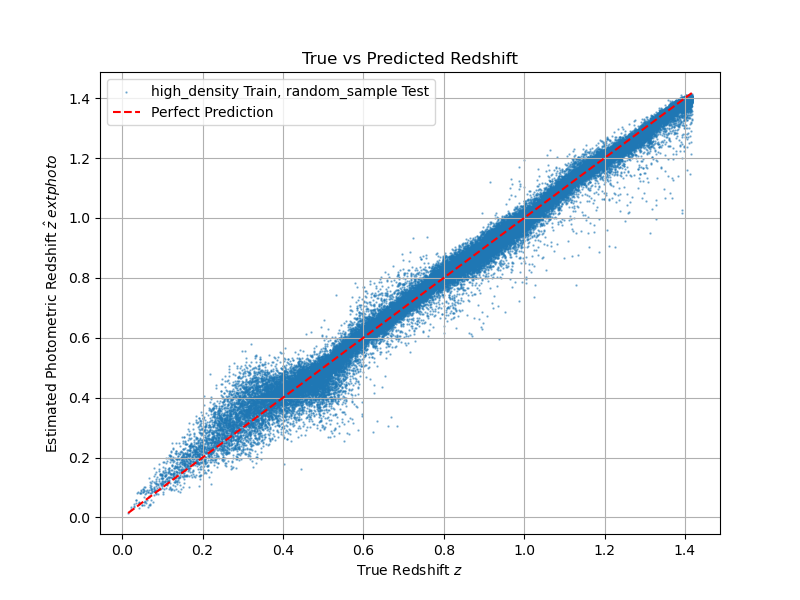 True vs Predicted Redshift
high_density Train, random_sample Test
Perfect Prediction
Estimated Photometric Redshift ẑ extphoto
1.4
1.2
1.0
0.8
0.6
0.4
0.2
0.0
0.0 0.2 0.4 0.6 0.8 1.0 1.2 1.4
True Redshift z